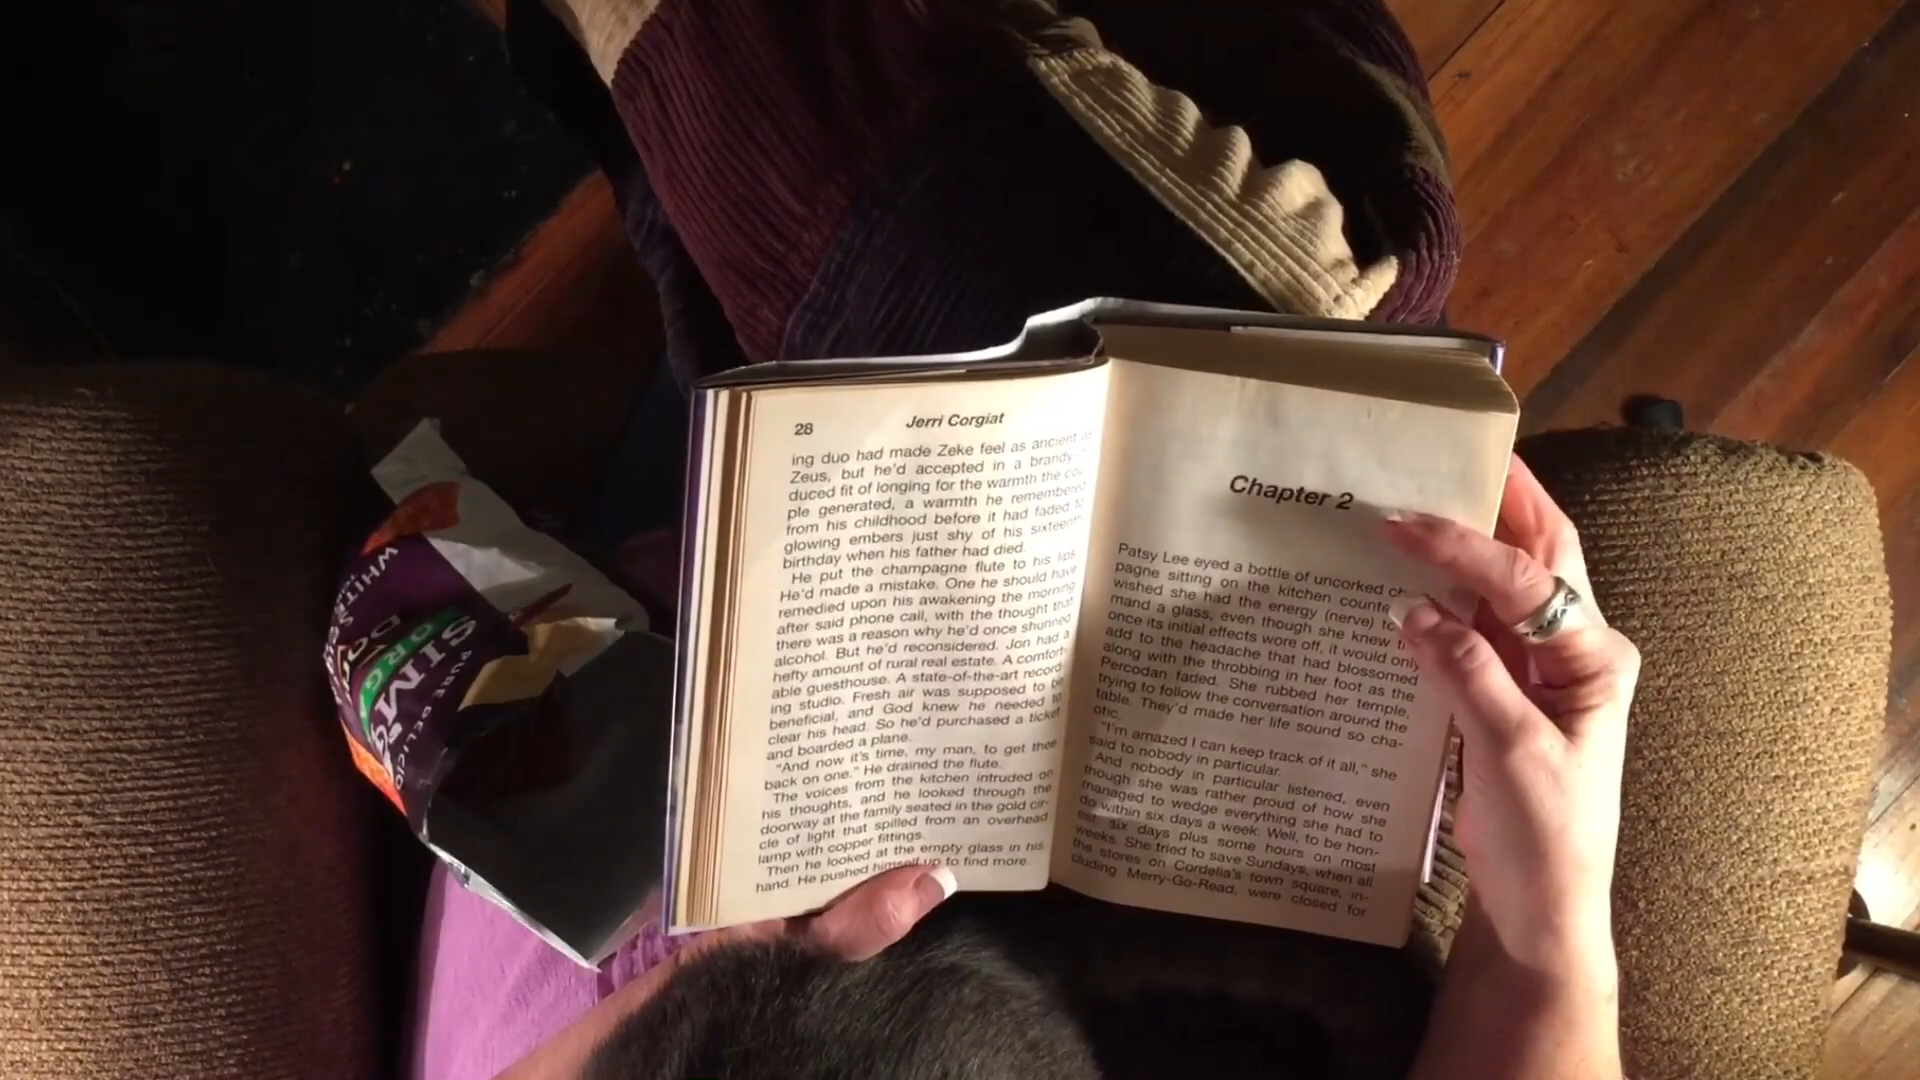 28
Jerri Corgiat
ing duo had made Zeke feel as ancient as
Zeus, but he'd accepted in a brandy-
duced fit of longing for the warmth the cou-
ple generated, a warmth he remembered
from his childhood before it had faded to
glowing embers just shy of his sixteenth
birthday when his father had died.
He put the champagne flute to his lips.
He'd made a mistake. One he should have
remedied upon his awakening the morning
after said phone call, with the thought that
there was a reason why he'd once shunned
alcohol. But he'd reconsidered. Jon had a
hefty amount of rural real estate. A comfort-
able guesthouse. A state-of-the-art record-
ing studio. Fresh air was supposed to be
beneficial, and God knew he needed to
clear his head. So he'd purchased a ticket
and boarded a plane.
"And now it's time, my man, to get thee
back on one." He drained the flute.
The voices from the kitchen intruded on
his thoughts, and he looked through the
doorway at the family seated in the gold cir-
cle of light that spilled from an overhead
lamp with copper fittings.
Then he looked at the empty glass in his
hand. He pushed himself up to find more.
Chapter 2
Patsy Lee eyed a bottle of uncorked ch
pagne sitting on the kitchen counte
wished she had the energy (nerve) to
mand a glass, even though she knew
once its initial effects wore off, it would only
add to the headache that had blossomed
along with the throbbing in her foot as the
Percodan faded. She rubbed her temple,
trying to follow the conversation around the
table. They'd made her life sound so cha-
otic.
"I'm amazed I can keep track of it all," she
said to nobody in particular.
And nobody in particular listened, even
though she was rather proud of how she
managed to wedge everything she had to
do within six days a week. Well, to be hon-
est, six days plus some hours on most
weeks. She tried to save Sundays, when all
the stores on Cordelia's town square, in-
cluding Merry-Go-Read, were closed for
WHITE
ORG
SIM
PURE DELICIO